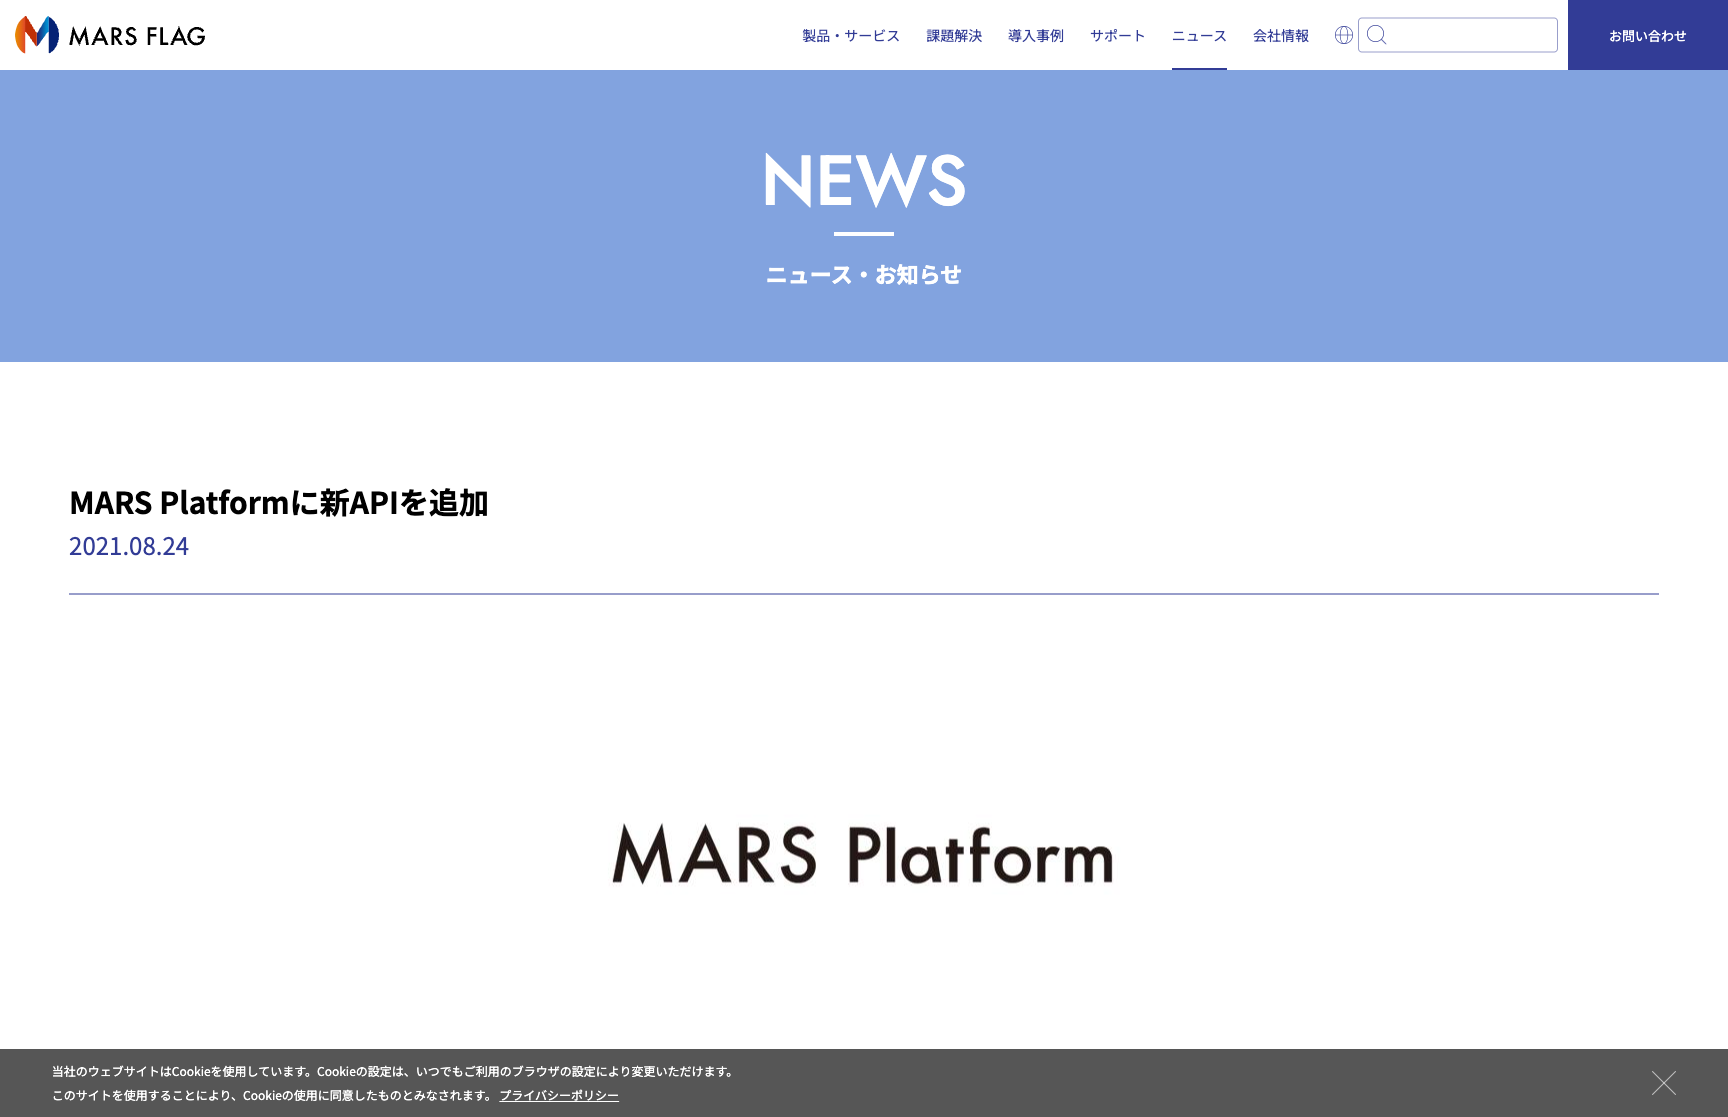 MARS FLAG
製品・サービス 課題解決 導入事例 サポート ニュース 会社情報 お問い合わせ
NEWS
ニュース・お知らせ
MARS Platformに新APIを追加
2021.08.24
MARS Platform
当社のウェブサイトはCookieを使用しています。Cookieの設定は、いつでもご利用のブラウザの設定により変更いただけます。
このサイトを使用することにより、Cookieの使用に同意したものとみなされます。 プライバシーポリシー